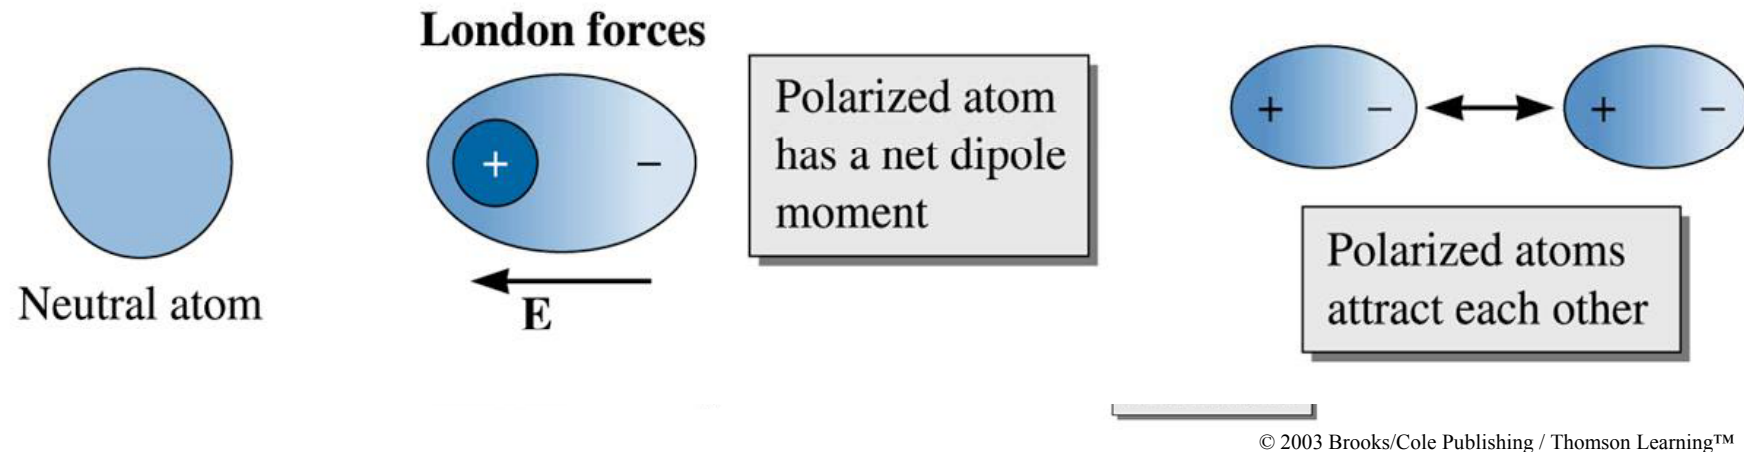 London forces
Neutral atom
+ −
E
Polarized atom
has a net dipole
moment
+ − + −
Polarized atoms
attract each other
© 2003 Brooks/Cole Publishing / Thomson Learning™